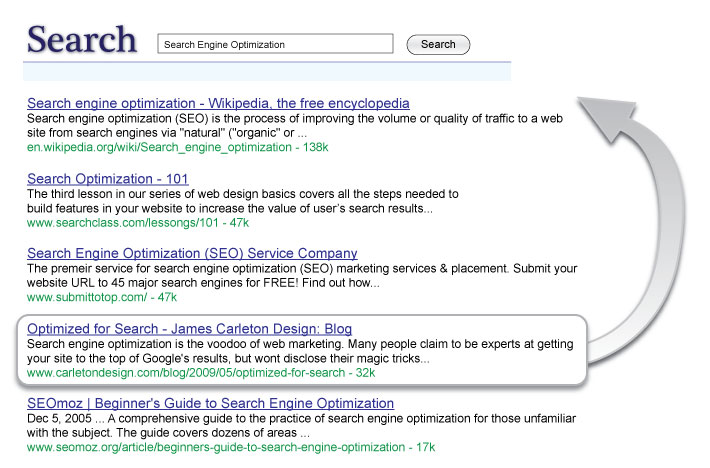 Search
Search Engine Optimization
Search
Search engine optimization - Wikipedia, the free encyclopedia
Search engine optimization (SEO) is the process of improving the volume or quality of traffic to a web
site from search engines via "natural" ("organic" or ...
en.wikipedia.org/wiki/Search_engine_optimization - 138k
Search Optimization - 101
The third lesson in our series of web design basics covers all the steps needed to
build features in your website to increase the value of user's search results...
www.searchclass.com/lessongs/101 - 47k
Search Engine Optimization (SEO) Service Company
The premeir service for search engine optimization (SEO) marketing services & placement. Submit your
website URL to 45 major search engines for FREE! Find out how...
www.submittotop.com/ - 47k
Optimized for Search - James Carleton Design: Blog
Search engine optimization is the voodoo of web marketing. Many people claim to be experts at getting
your site to the top of Google's results, but wont disclose their magic tricks...
www.carletondesign.com/blog/2009/05/optimized-for-search - 32k
SEOmoz | Beginner's Guide to Search Engine Optimization
Dec 5, 2005 ... A comprehensive guide to the practice of search engine optimization for those unfamiliar
with the subject. The guide covers dozens of areas ...
www.seomoz.org/article/beginners-guide-to-search-engine-optimization - 17k